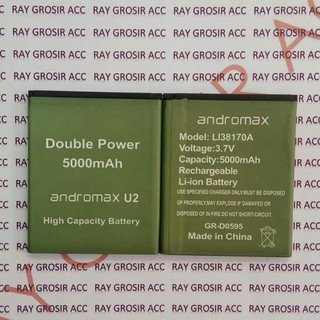 RAY GROSIR ACC
Double Power
5000mAh
andromax U2
High Capacity Battery
andromax
Model: LI38170A
Voltage:3.7V
Capacity:5000mAh
Rechargeable
Li-ion Battery
GR-D0595
Made in China